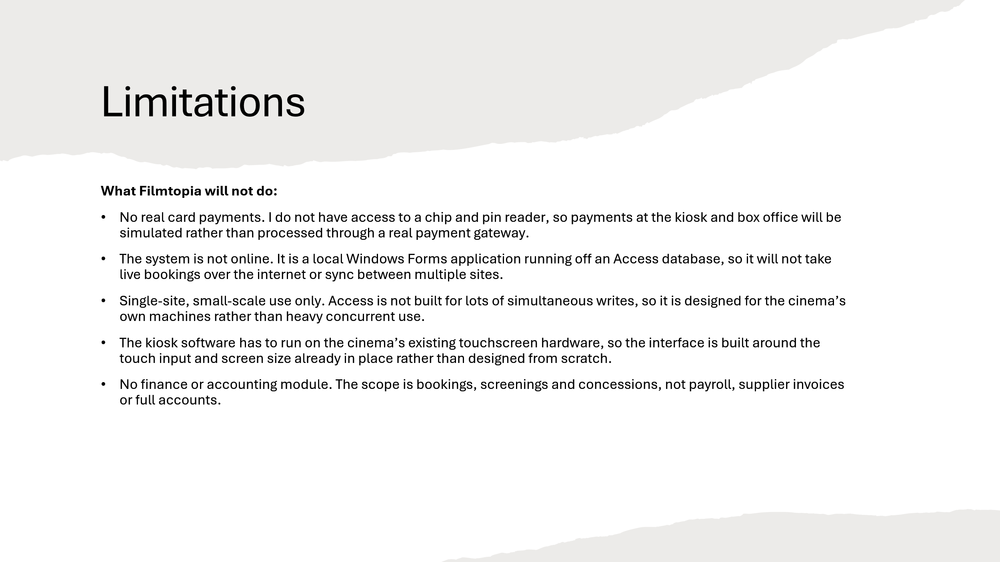 Limitations
What Filmtopia will not do:
• No real card payments. I do not have access to a chip and pin reader, so payments at the kiosk and box office will be
simulated rather than processed through a real payment gateway.
• The system is not online. It is a local Windows Forms application running off an Access database, so it will not take
live bookings over the internet or sync between multiple sites.
• Single-site, small-scale use only. Access is not built for lots of simultaneous writes, so it is designed for the cinema’s
own machines rather than heavy concurrent use.
• The kiosk software has to run on the cinema’s existing touchscreen hardware, so the interface is built around the
touch input and screen size already in place rather than designed from scratch.
• No finance or accounting module. The scope is bookings, screenings and concessions, not payroll, supplier invoices
or full accounts.